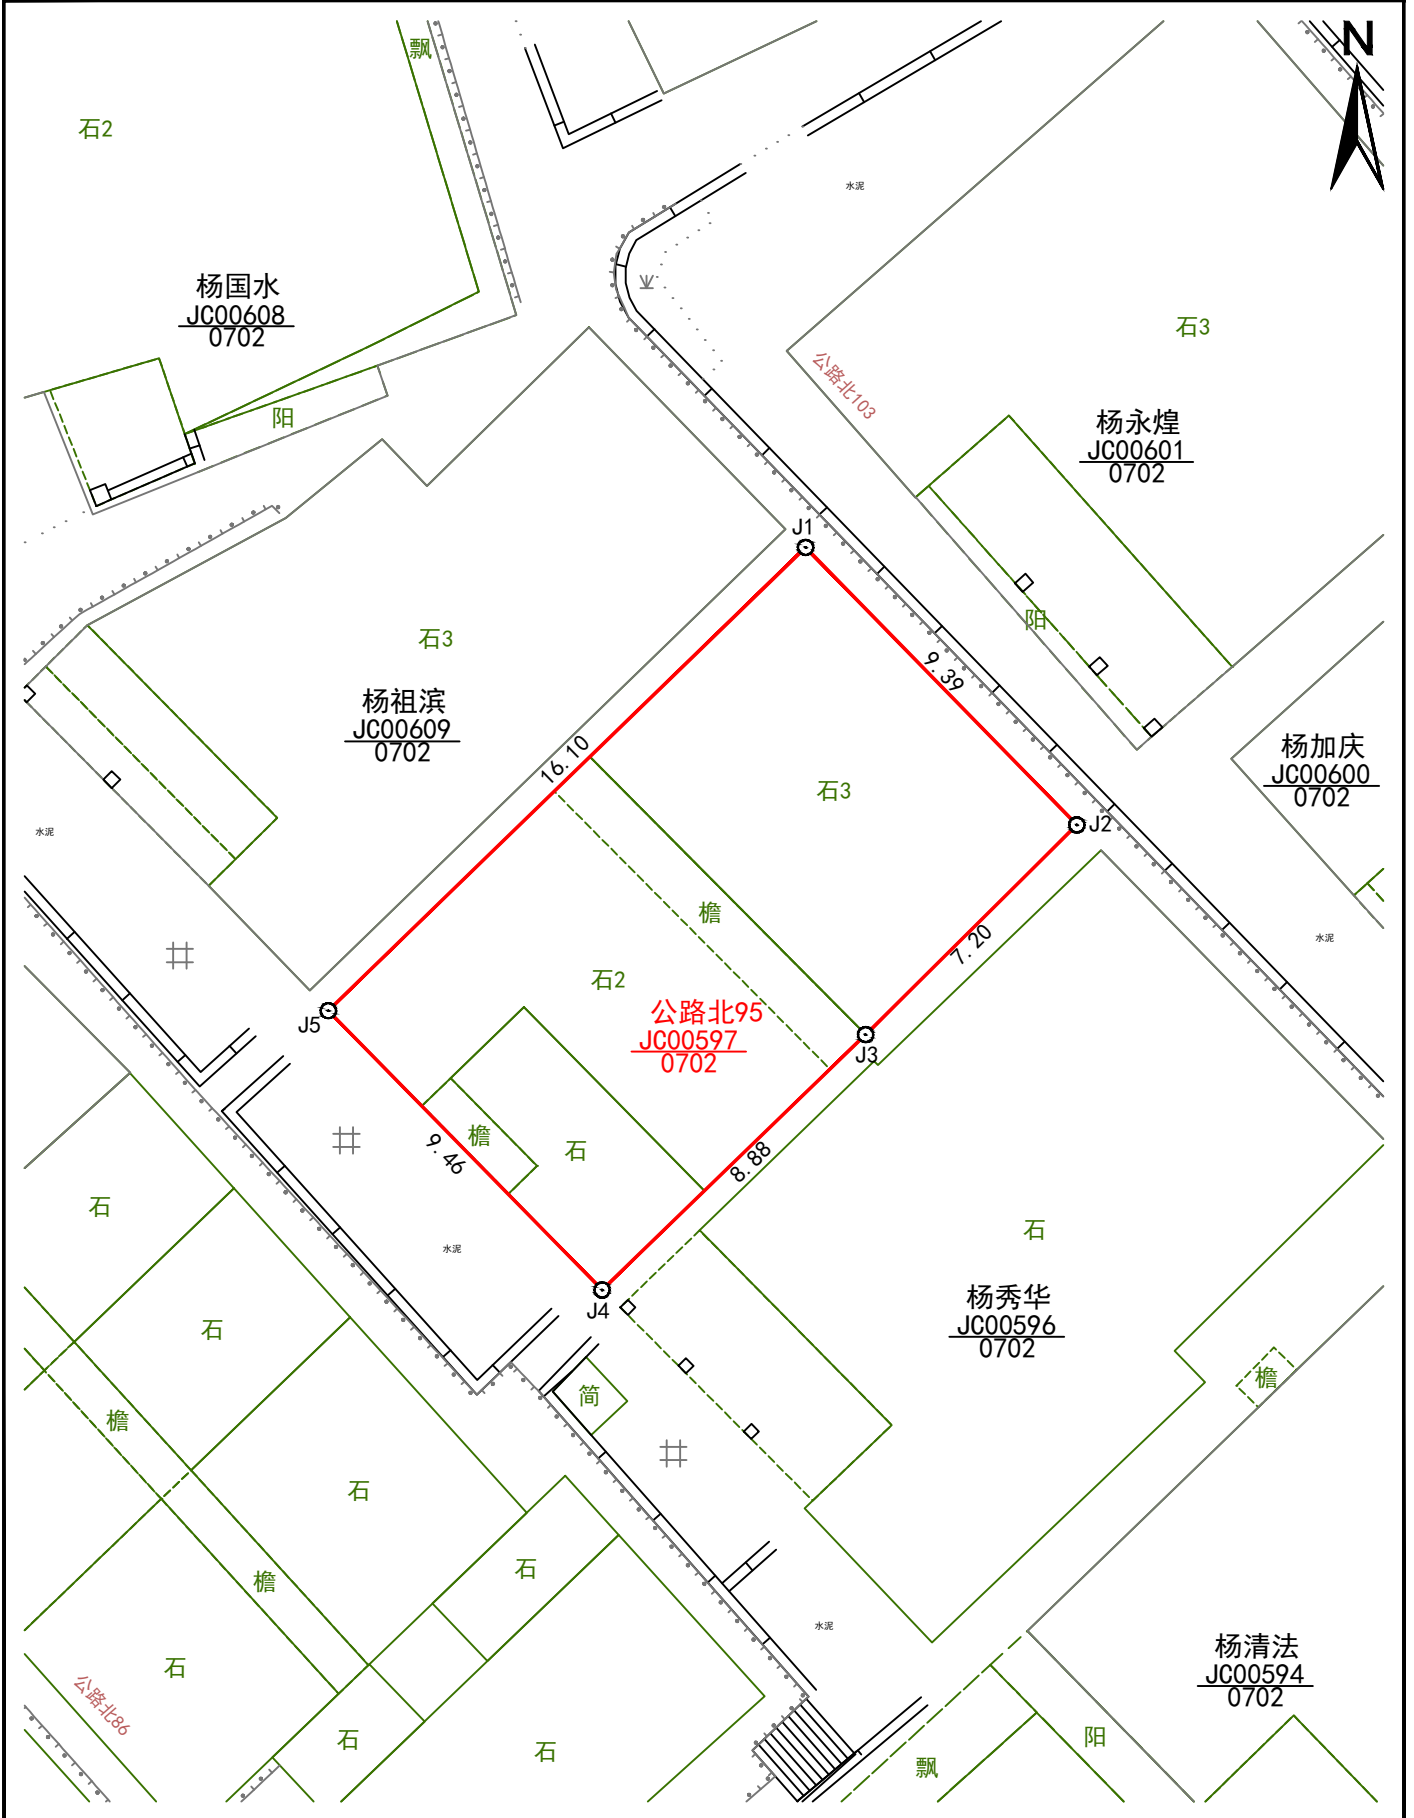 飘
N
石2
水泥
杨国水
JC00608
0702
石3
公路北103
阳
杨永煌
JC00601
0702
J1
阳
石3
9.39
杨祖滨
JC00609
0702
16.10
杨加庆
JC00600
0702
石3
J2
水泥
檐
7.20
水泥
石2
公路北95
JC00597
0702
J5
J3
檐
石
9.46
8.88
石
石
水泥
杨秀华
JC00596
0702
J4
石
檐
简
檐
石
石
檐
水泥
杨清法
JC00594
0702
石
公路北86
石
石
阳
飘